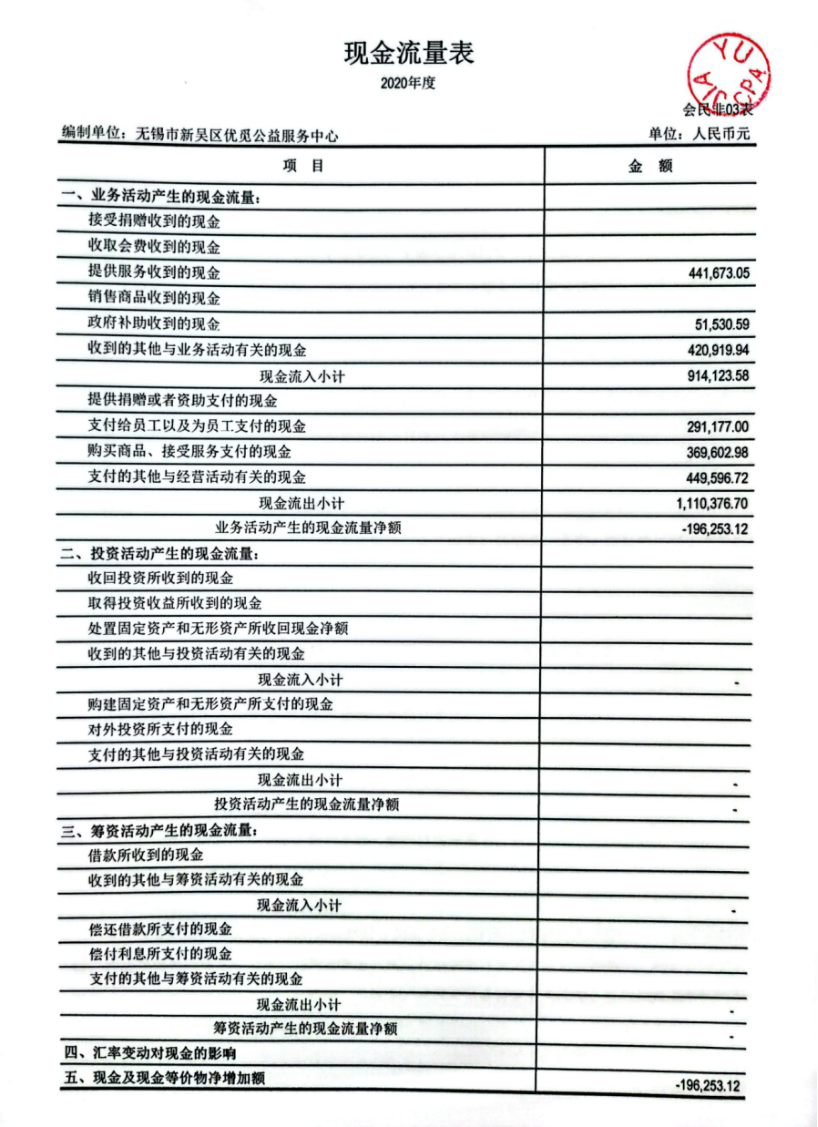 现金流量表
2020年度
YU
JIA
CPA
会民非03表
编制单位：无锡市新吴区优觅公益服务中心 单位：人民币元
项 目 金 额
一、业务活动产生的现金流量：
接受捐赠收到的现金
收取会费收到的现金
提供服务收到的现金 441,673.05
销售商品收到的现金
政府补助收到的现金 51,530.59
收到的其他与业务活动有关的现金 420,919.94
现金流入小计 914,123.58
提供捐赠或者资助支付的现金
支付给员工以及为员工支付的现金 291,177.00
购买商品、接受服务支付的现金 369,602.98
支付的其他与经营活动有关的现金 449,596.72
现金流出小计 1,110,376.70
业务活动产生的现金流量净额 -196,253.12
二、投资活动产生的现金流量：
收回投资所收到的现金
取得投资收益所收到的现金
处置固定资产和无形资产所收回现金净额
收到的其他与投资活动有关的现金
现金流入小计 -
购建固定资产和无形资产所支付的现金
对外投资所支付的现金
支付的其他与投资活动有关的现金
现金流出小计 -
投资活动产生的现金流量净额 -
三、筹资活动产生的现金流量：
借款所收到的现金
收到的其他与筹资活动有关的现金
现金流入小计 -
偿还借款所支付的现金
偿付利息所支付的现金
支付的其他与筹资活动有关的现金
现金流出小计 -
筹资活动产生的现金流量净额 -
四、汇率变动对现金的影响
五、现金及现金等价物净增加额 -196,253.12